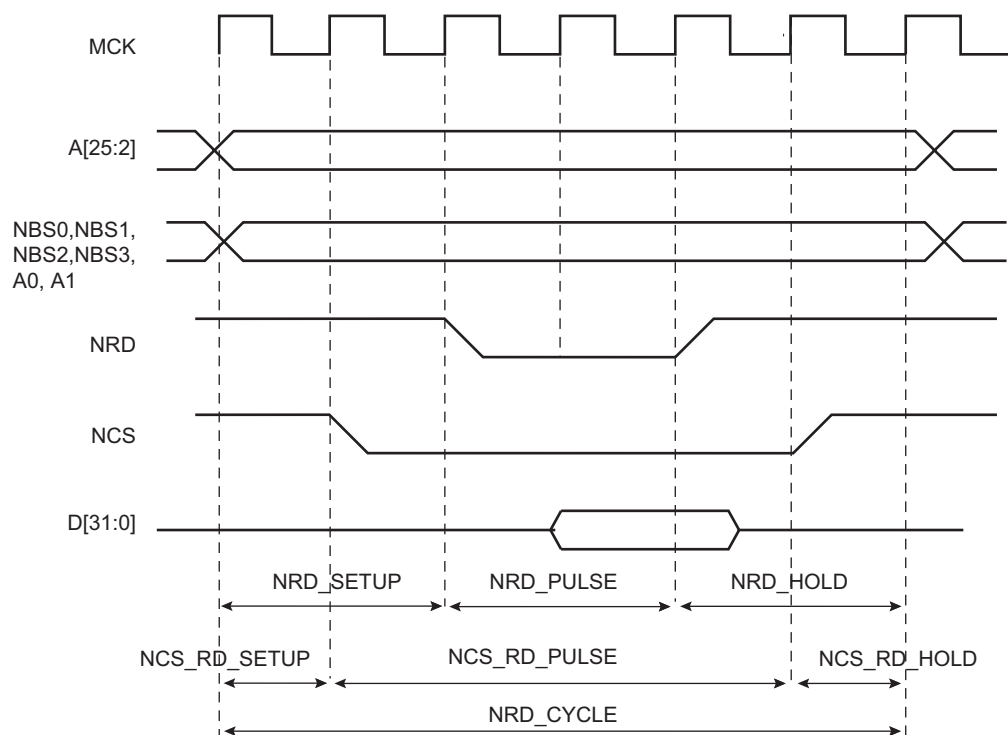 MCK
A[25:2]
NBS0,NBS1,
NBS2,NBS3,
A0, A1
NRD
NCS
D[31:0]
NRD_SETUP NRD_PULSE NRD_HOLD
NCS_RD_SETUP NCS_RD_PULSE NCS_RD_HOLD
NRD_CYCLE